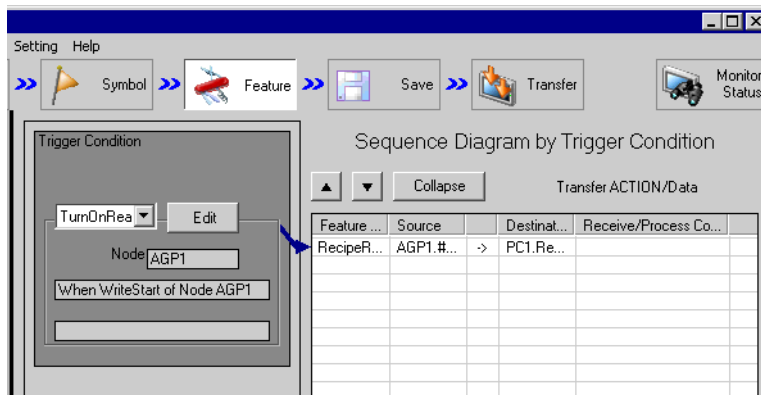 Setting Help
Symbol
Feature
Save
Transfer
Monitor
Status
Trigger Condition
TurnOnRea
Edit
Node AGP1
When WriteStart of Node AGP1
Sequence Diagram by Trigger Condition
Collapse
Transfer ACTION/Data
Feature ... Source Destinat... Receive/Process Co...
RecipeR... AGP1.#... -> PC1.Re...